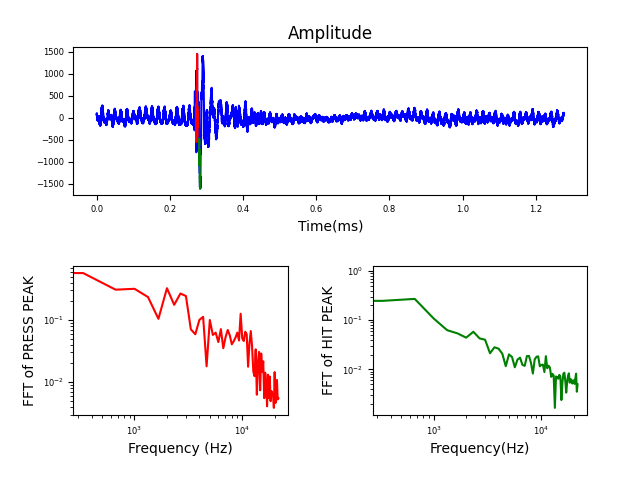 Amplitude
1500
1000
500
0
−500
−1000
−1500
0.0 0.2 0.4 0.6 0.8 1.0 1.2
Time(ms)
FFT of PRESS PEAK
10⁻¹
10⁻²
10³ 10⁴
Frequency (Hz)
FFT of HIT PEAK
10⁰
10⁻¹
10⁻²
10³ 10⁴
Frequency(Hz)